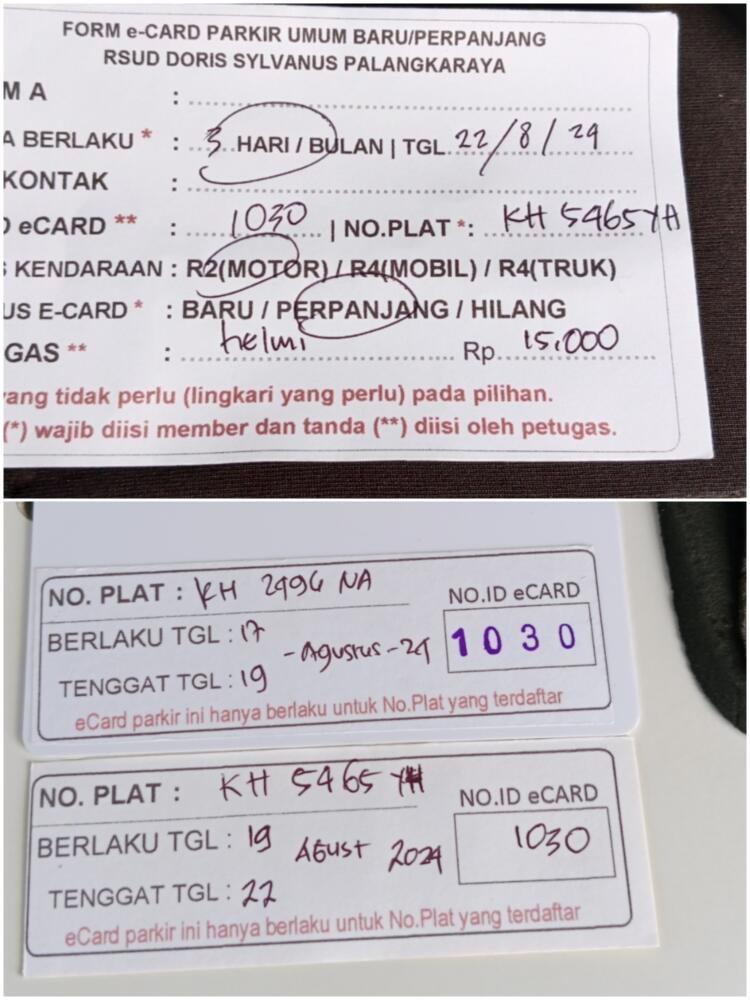 FORM e-CARD PARKIR UMUM BARU/PERPANJANG
RSUD DORIS SYLVANUS PALANGKARAYA
M A :
A BERLAKU * : 3 HARI / BULAN | TGL. 22/8/24
KONTAK :
D eCARD ** : 1030 | NO.PLAT *: KH 5465 YH
KENDARAAN : R2(MOTOR) / R4(MOBIL) / R4(TRUK)
US E-CARD * : BARU / PERPANJANG / HILANG
GAS ** : helmi Rp. 15.000
yang tidak perlu (lingkari yang perlu) pada pilihan.
(*) wajib diisi member dan tanda (**) diisi oleh petugas.
NO. PLAT : KH 2496 NA
NO.ID eCARD
BERLAKU TGL : 17
- Agustus - 24
1030
TENGGAT TGL : 19
eCard parkir ini hanya berlaku untuk No.Plat yang terdaftar
NO. PLAT : KH 5465 YH
NO.ID eCARD
BERLAKU TGL : 19 Agust 2024
1030
TENGGAT TGL : 22
eCard parkir ini hanya berlaku untuk No.Plat yang terdaftar